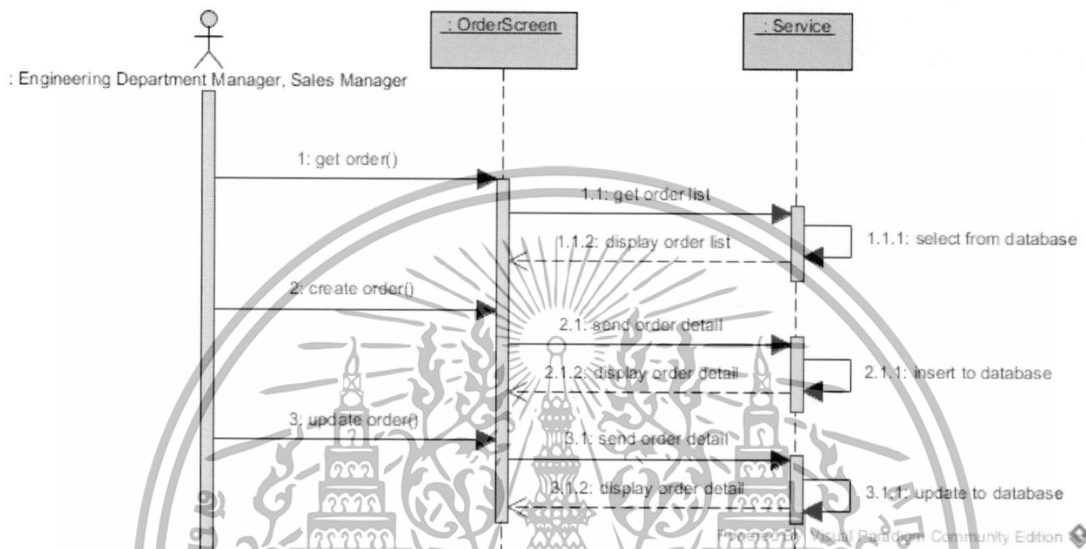 : OrderScreen
: Service
: Engineering Department Manager, Sales Manager
1: get order()
1.1: get order list
1.1.1: select from database
1.1.2: display order list
2: create order()
2.1: send order detail
2.1.1: insert to database
2.1.2: display order detail
3: update order()
3.1: send order detail
3.1.1: update to database
3.1.2: display order detail
Powered By Visual Paradigm Community Edition